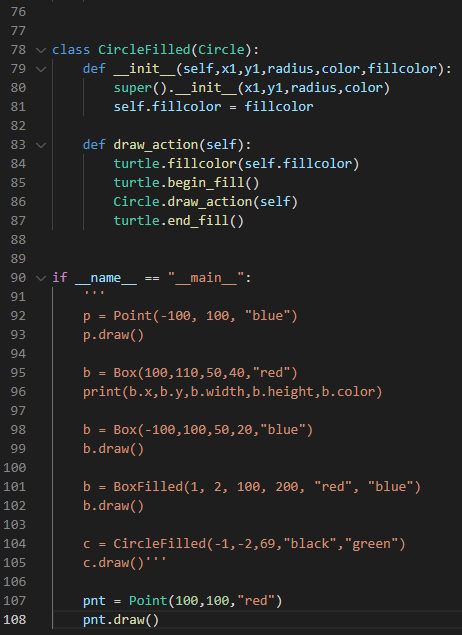 76
77
78 class CircleFilled(Circle):
79     def __init__(self,x1,y1,radius,color,fillcolor):
80         super().__init__(x1,y1,radius,color)
81         self.fillcolor = fillcolor
82
83     def draw_action(self):
84         turtle.fillcolor(self.fillcolor)
85         turtle.begin_fill()
86         Circle.draw_action(self)
87         turtle.end_fill()
88
89
90 if __name__ == "__main__":
91     '''
92     p = Point(-100, 100, "blue")
93     p.draw()
94
95     b = Box(100,110,50,40,"red")
96     print(b.x,b.y,b.width,b.height,b.color)
97
98     b = Box(-100,100,50,20,"blue")
99     b.draw()
100
101     b = BoxFilled(1, 2, 100, 200, "red", "blue")
102     b.draw()
103
104     c = CircleFilled(-1,-2,69,"black","green")
105     c.draw()'''
106
107     pnt = Point(100,100,"red")
108     pnt.draw()